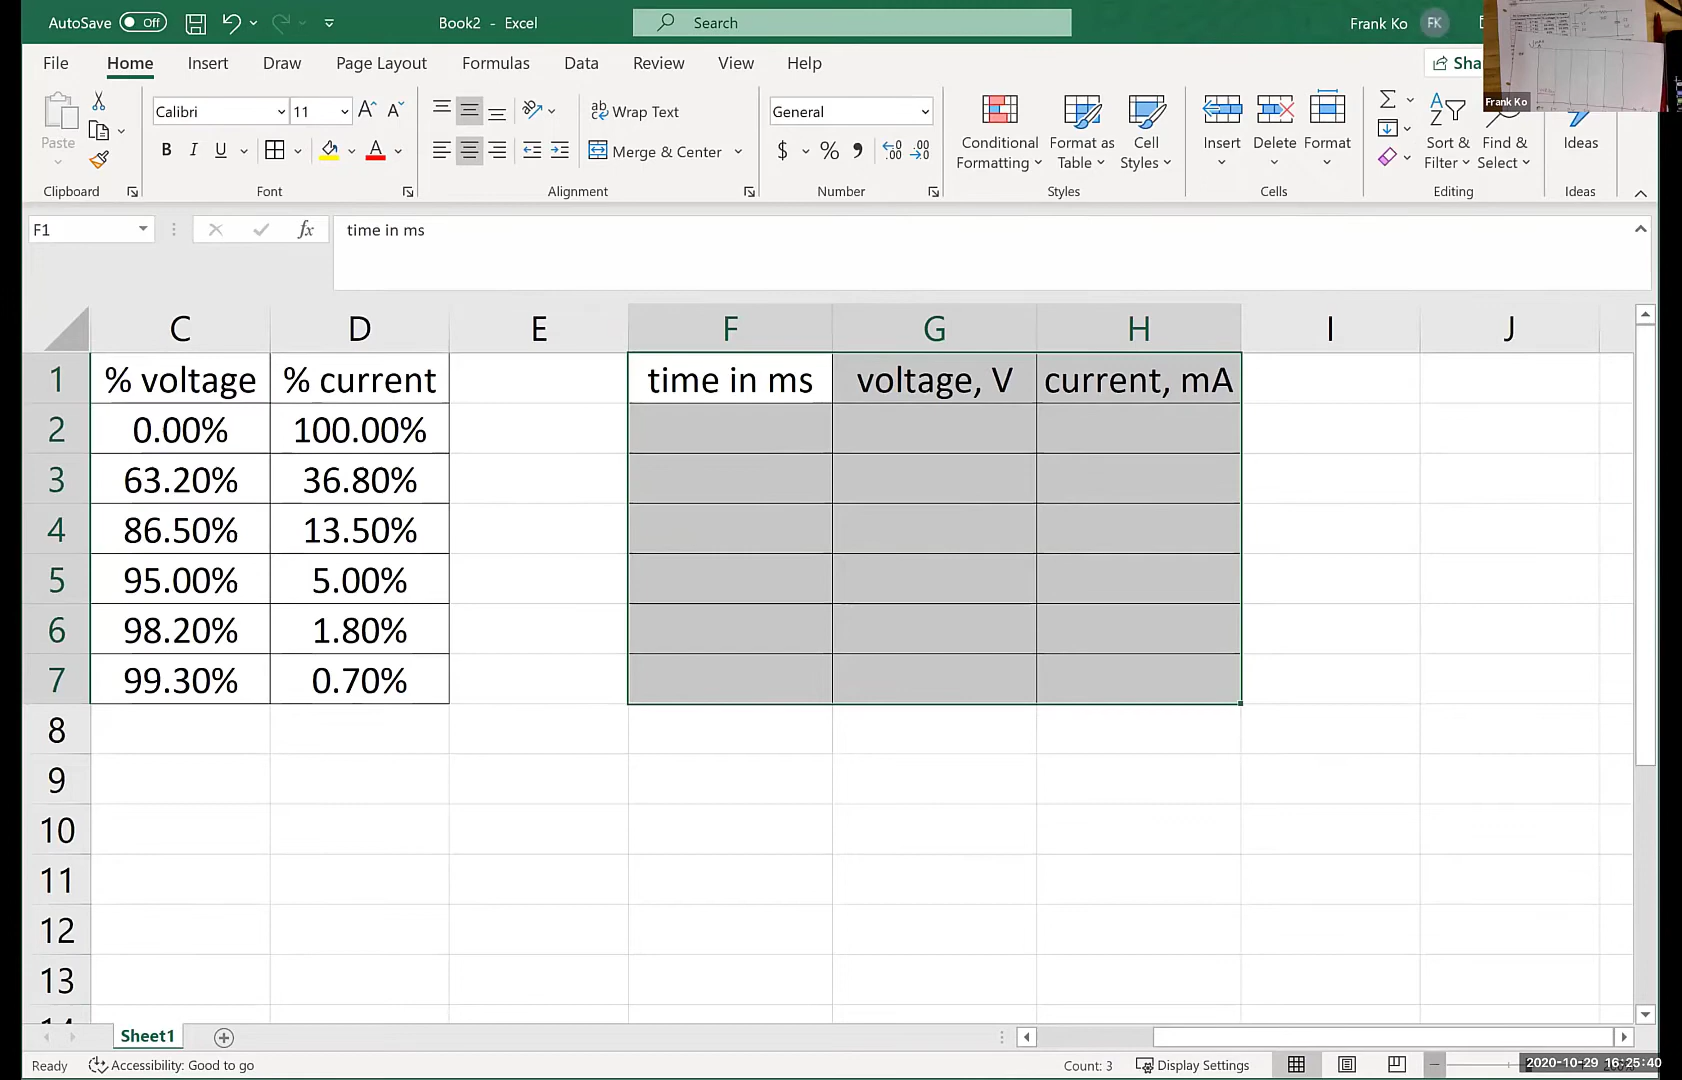 AutoSave Off Book2 - Excel Search Frank Ko FK
File Home Insert Draw Page Layout Formulas Data Review View Help Sha
Frank Ko
Paste
Calibri 11 A A
B I U A
ab Wrap Text
Merge & Center
General
$ % 9 .00 .00
Conditional Formatting
Format as Table
Cell Styles
Insert Delete Format
Sort & Filter
Find & Select
Ideas
Clipboard Font Alignment Number Styles Cells Editing Ideas
F1 fx time in ms
C D E F G H I J
1 % voltage % current time in ms voltage, V current, mA
2 0.00% 100.00%
3 63.20% 36.80%
4 86.50% 13.50%
5 95.00% 5.00%
6 98.20% 1.80%
7 99.30% 0.70%
8
9
10
11
12
13
14
Sheet1
Ready Accessibility: Good to go Count: 3 Display Settings 2020-10-29 16:25:40